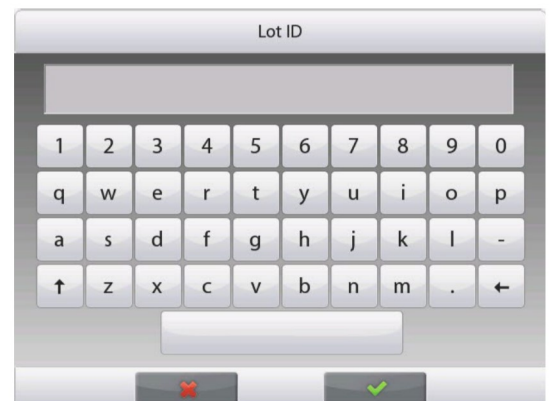 Lot ID
1 2 3 4 5 6 7 8 9 0
q w e r t y u i o p
a s d f g h j k l -
↑ z x c v b n m . ←